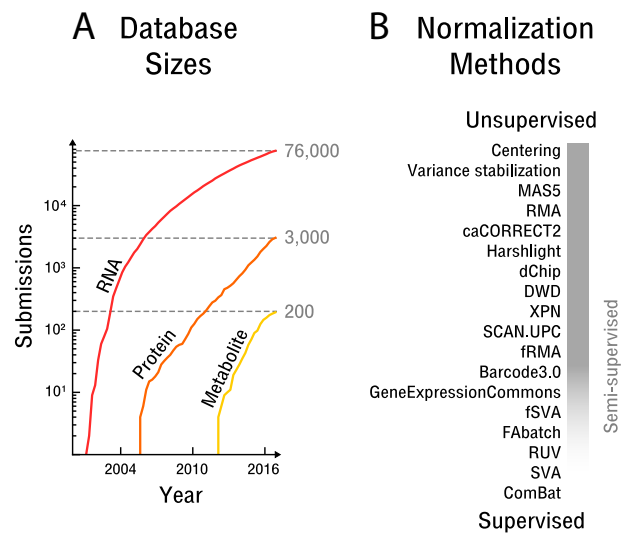 A Database
Sizes
76,000
3,000
200
10⁴
10³
10²
10¹
Submissions
RNA
Protein
Metabolite
2004
2010
2016
Year
B Normalization
Methods
Unsupervised
Centering
Variance stabilization
MAS5
RMA
caCORRECT2
Harshlight
dChip
DWD
XPN
SCAN.UPC
fRMA
Barcode3.0
GeneExpressionCommons
fSVA
FAbatch
RUV
SVA
ComBat
Supervised
Semi-supervised